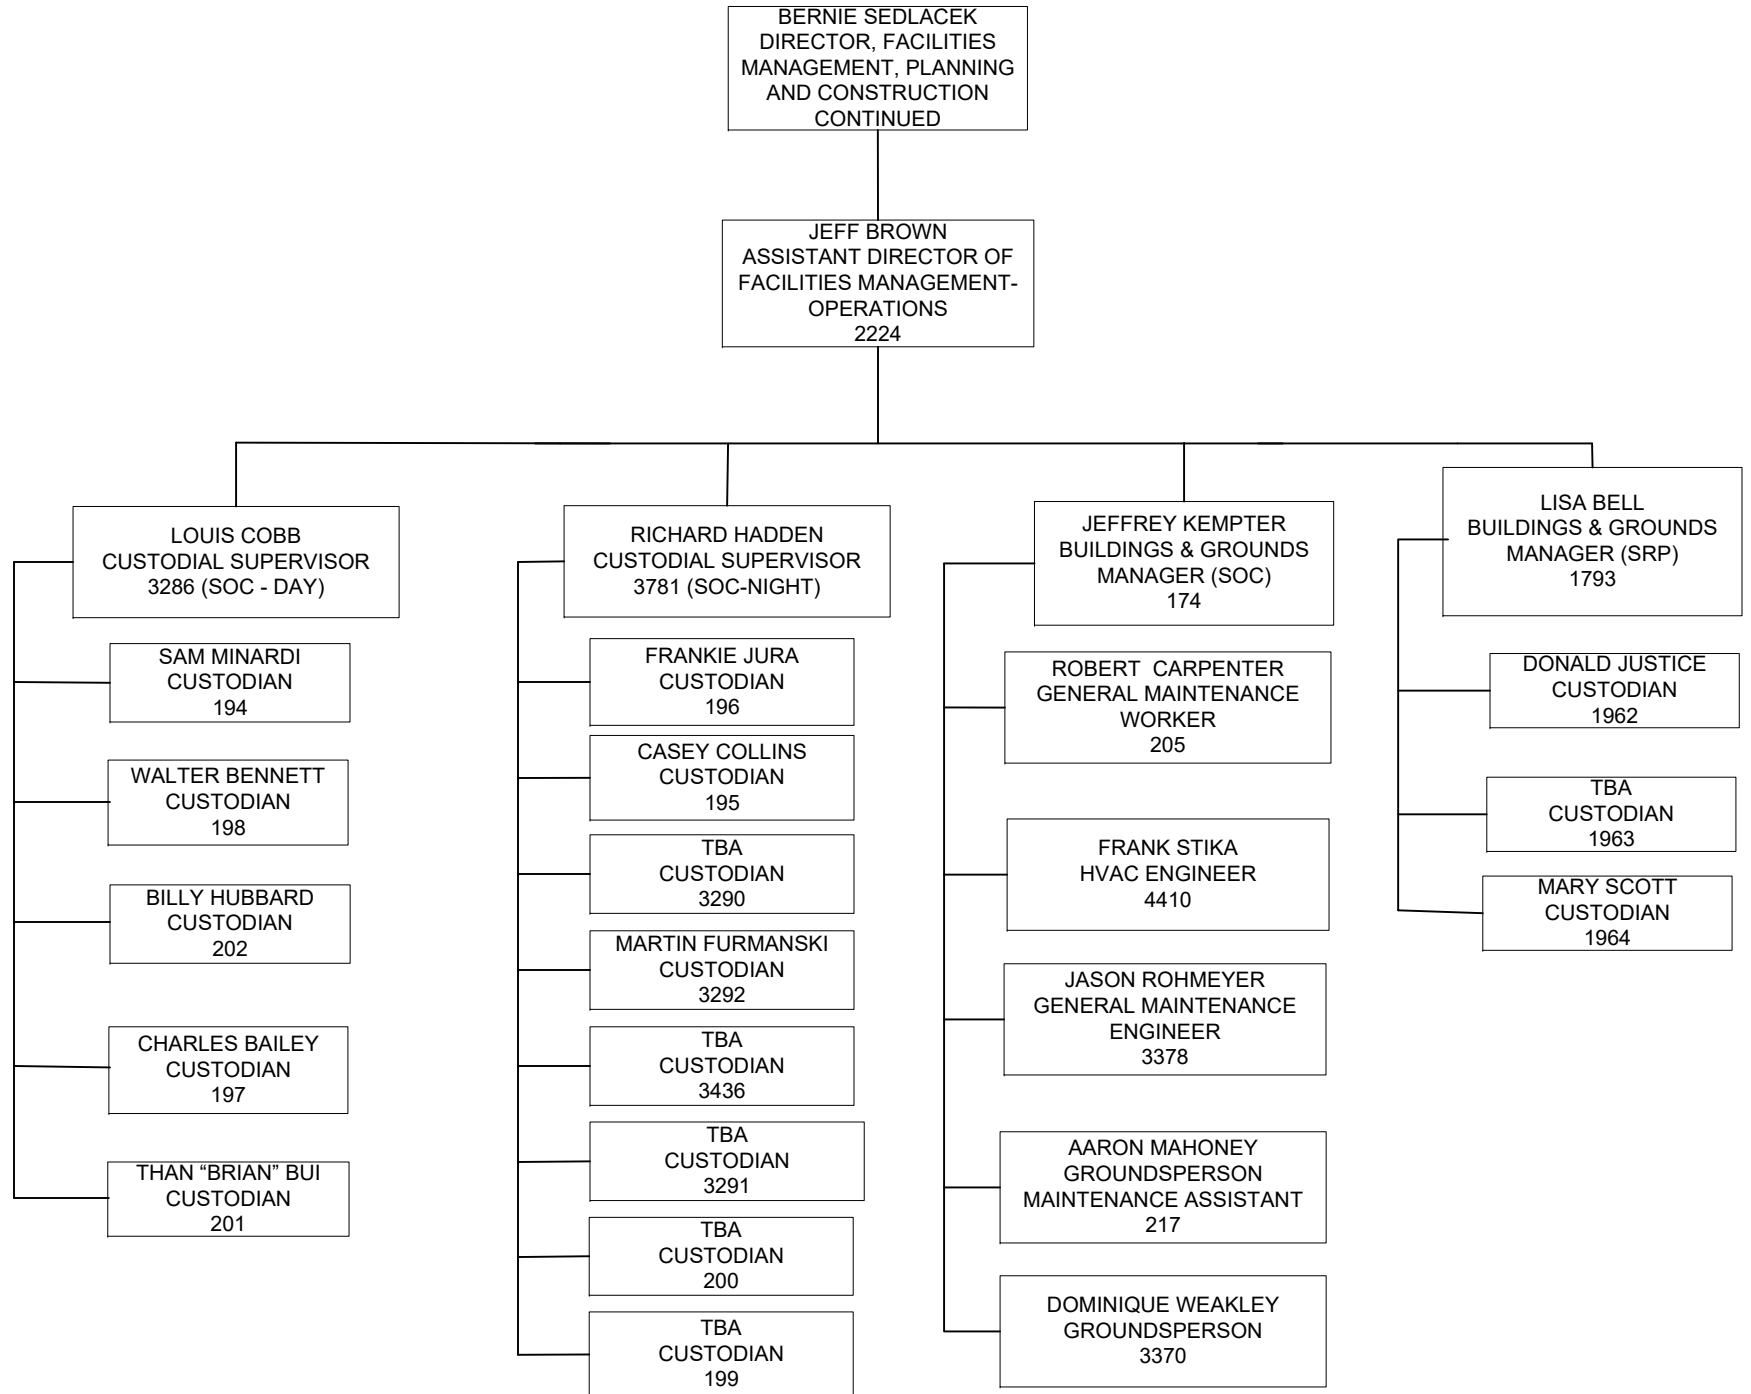 BERNIE SEDLACEK
DIRECTOR, FACILITIES
MANAGEMENT, PLANNING
AND CONSTRUCTION
CONTINUED
JEFF BROWN
ASSISTANT DIRECTOR OF
FACILITIES MANAGEMENT-
OPERATIONS
2224
LOUIS COBB
CUSTODIAL SUPERVISOR
3286 (SOC - DAY)
SAM MINARDI
CUSTODIAN
194
WALTER BENNETT
CUSTODIAN
198
BILLY HUBBARD
CUSTODIAN
202
CHARLES BAILEY
CUSTODIAN
197
THAN “BRIAN” BUI
CUSTODIAN
201
RICHARD HADDEN
CUSTODIAL SUPERVISOR
3781 (SOC-NIGHT)
FRANKIE JURA
CUSTODIAN
196
CASEY COLLINS
CUSTODIAN
195
TBA
CUSTODIAN
3290
MARTIN FURMANSKI
CUSTODIAN
3292
TBA
CUSTODIAN
3436
TBA
CUSTODIAN
3291
TBA
CUSTODIAN
200
TBA
CUSTODIAN
199
JEFFREY KEMPTER
BUILDINGS & GROUNDS
MANAGER (SOC)
174
ROBERT  CARPENTER
GENERAL MAINTENANCE
WORKER
205
FRANK STIKA
HVAC ENGINEER
4410
JASON ROHMEYER
GENERAL MAINTENANCE
ENGINEER
3378
AARON MAHONEY
GROUNDSPERSON
MAINTENANCE ASSISTANT
217
DOMINIQUE WEAKLEY
GROUNDSPERSON
3370
LISA BELL
BUILDINGS & GROUNDS
MANAGER (SRP)
1793
DONALD JUSTICE
CUSTODIAN
1962
TBA
CUSTODIAN
1963
MARY SCOTT
CUSTODIAN
1964